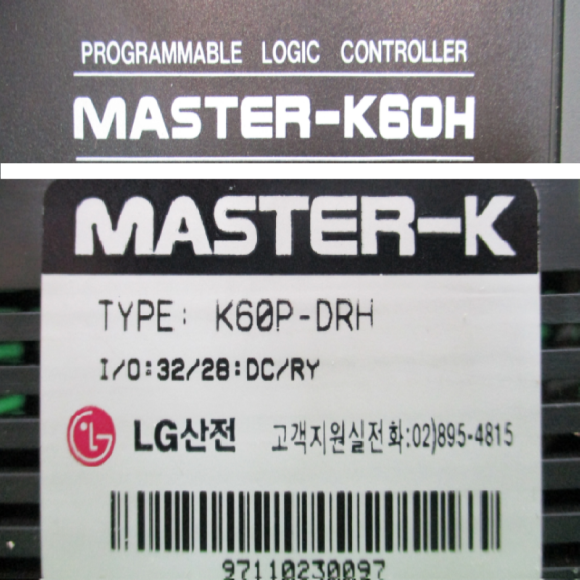 PROGRAMMABLE LOGIC CONTROLLER
MASTER-K60H
MASTER-K
TYPE: K60P-DRH
I/O:32/28:DC/RY
LG산전 고객지원실전화:02)895-4815
97110230097